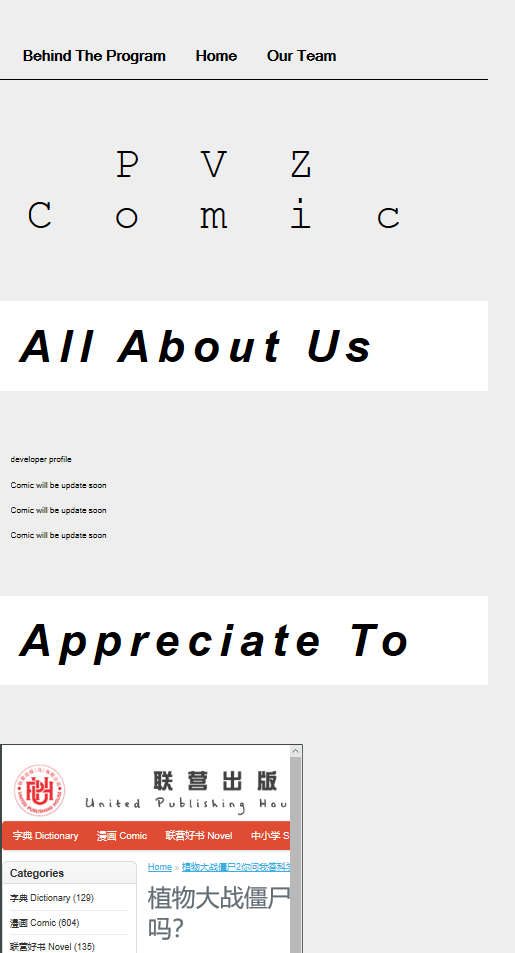 Behind The Program Home Our Team
P V Z
C o m i c
All About Us
developer profile
Comic will be update soon
Comic will be update soon
Comic will be update soon
Appreciate To
联营出版
United Publishing Hou
字典 Dictionary 漫画 Comic 联营好书 Novel 中小学 S
Home » 植物大战僵尸2你问我答科学
Categories
植物大战僵尸
吗?
字典 Dictionary (129)
漫画 Comic (604)
联营好书 Novel (135)